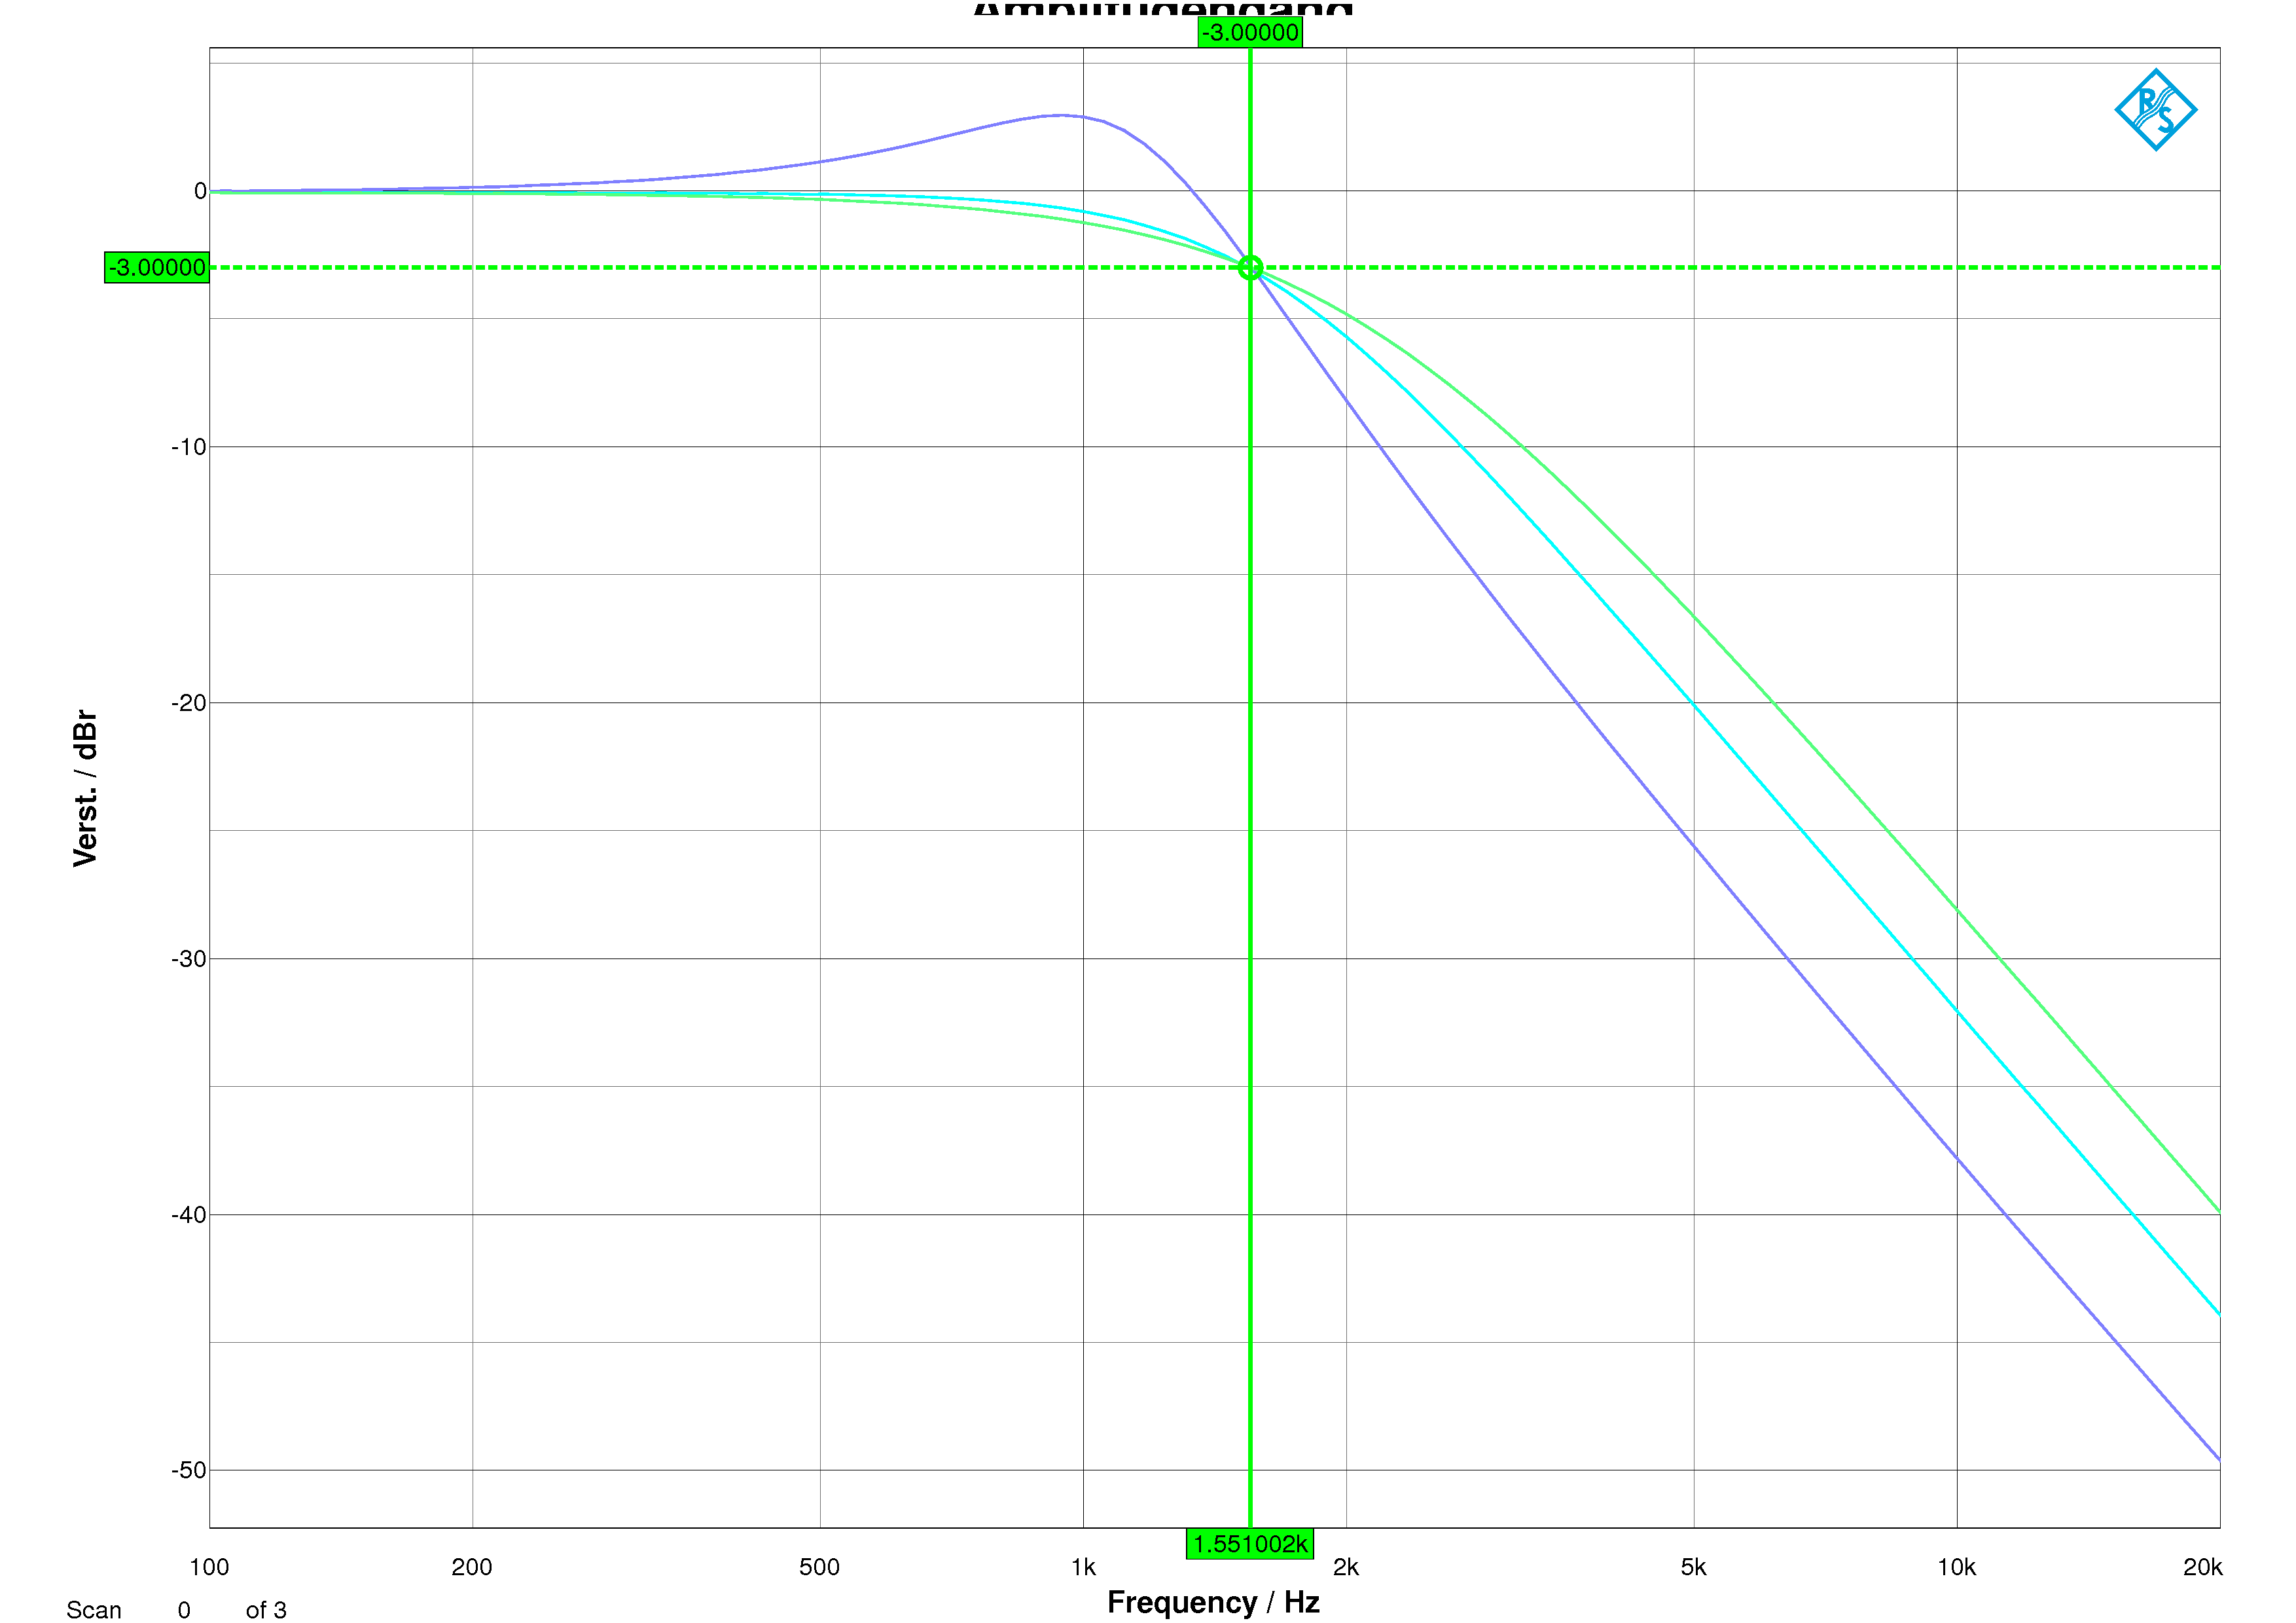 -3.00000
R
S
0
-3.00000
-10
-20
Verst. / dBr
-30
-40
-50
1.551002k
100 200 500 1k 2k 5k 10k 20k
Frequency / Hz
Scan 0 of 3